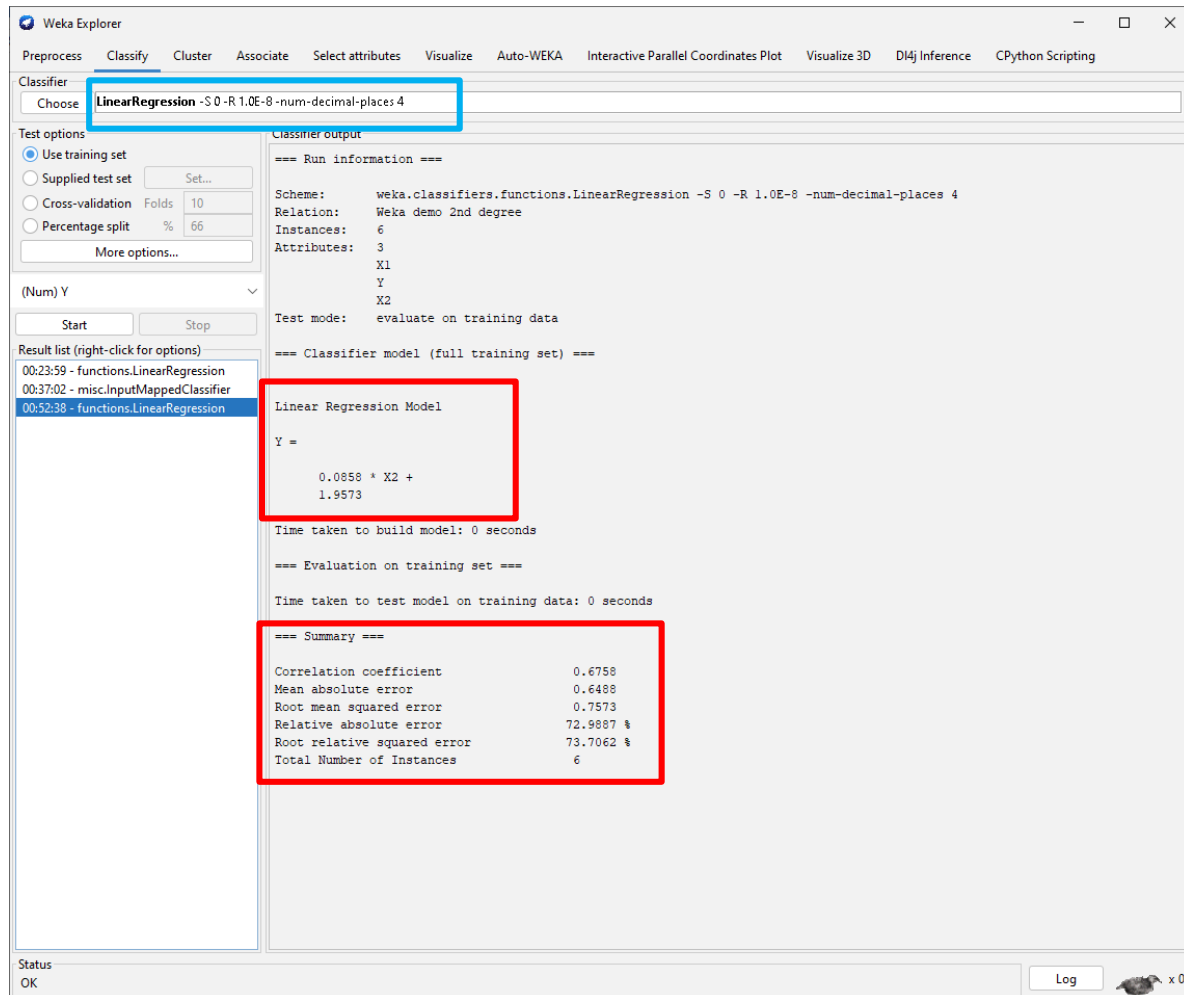 Weka Explorer
Preprocess Classify Cluster Associate Select attributes Visualize Auto-WEKA Interactive Parallel Coordinates Plot Visualize 3D Dl4j Inference CPython Scripting
Classifier
Choose LinearRegression -S 0 -R 1.0E-8 -num-decimal-places 4
Test options
Use training set
Supplied test set Set...
Cross-validation Folds 10
Percentage split % 66
More options...
(Num) Y
Start Stop
Result list (right-click for options)
00:23:59 - functions.LinearRegression
00:37:02 - misc.InputMappedClassifier
00:52:38 - functions.LinearRegression
Classifier output
=== Run information ===
Scheme: weka.classifiers.functions.LinearRegression -S 0 -R 1.0E-8 -num-decimal-places 4
Relation: Weka demo 2nd degree
Instances: 6
Attributes: 3
X1
Y
X2
Test mode: evaluate on training data
=== Classifier model (full training set) ===
Linear Regression Model
Y =
0.0858 * X2 +
1.9573
Time taken to build model: 0 seconds
=== Evaluation on training set ===
Time taken to test model on training data: 0 seconds
=== Summary ===
Correlation coefficient 0.6758
Mean absolute error 0.6488
Root mean squared error 0.7573
Relative absolute error 72.9887 %
Root relative squared error 73.7062 %
Total Number of Instances 6
Status
OK
Log x 0